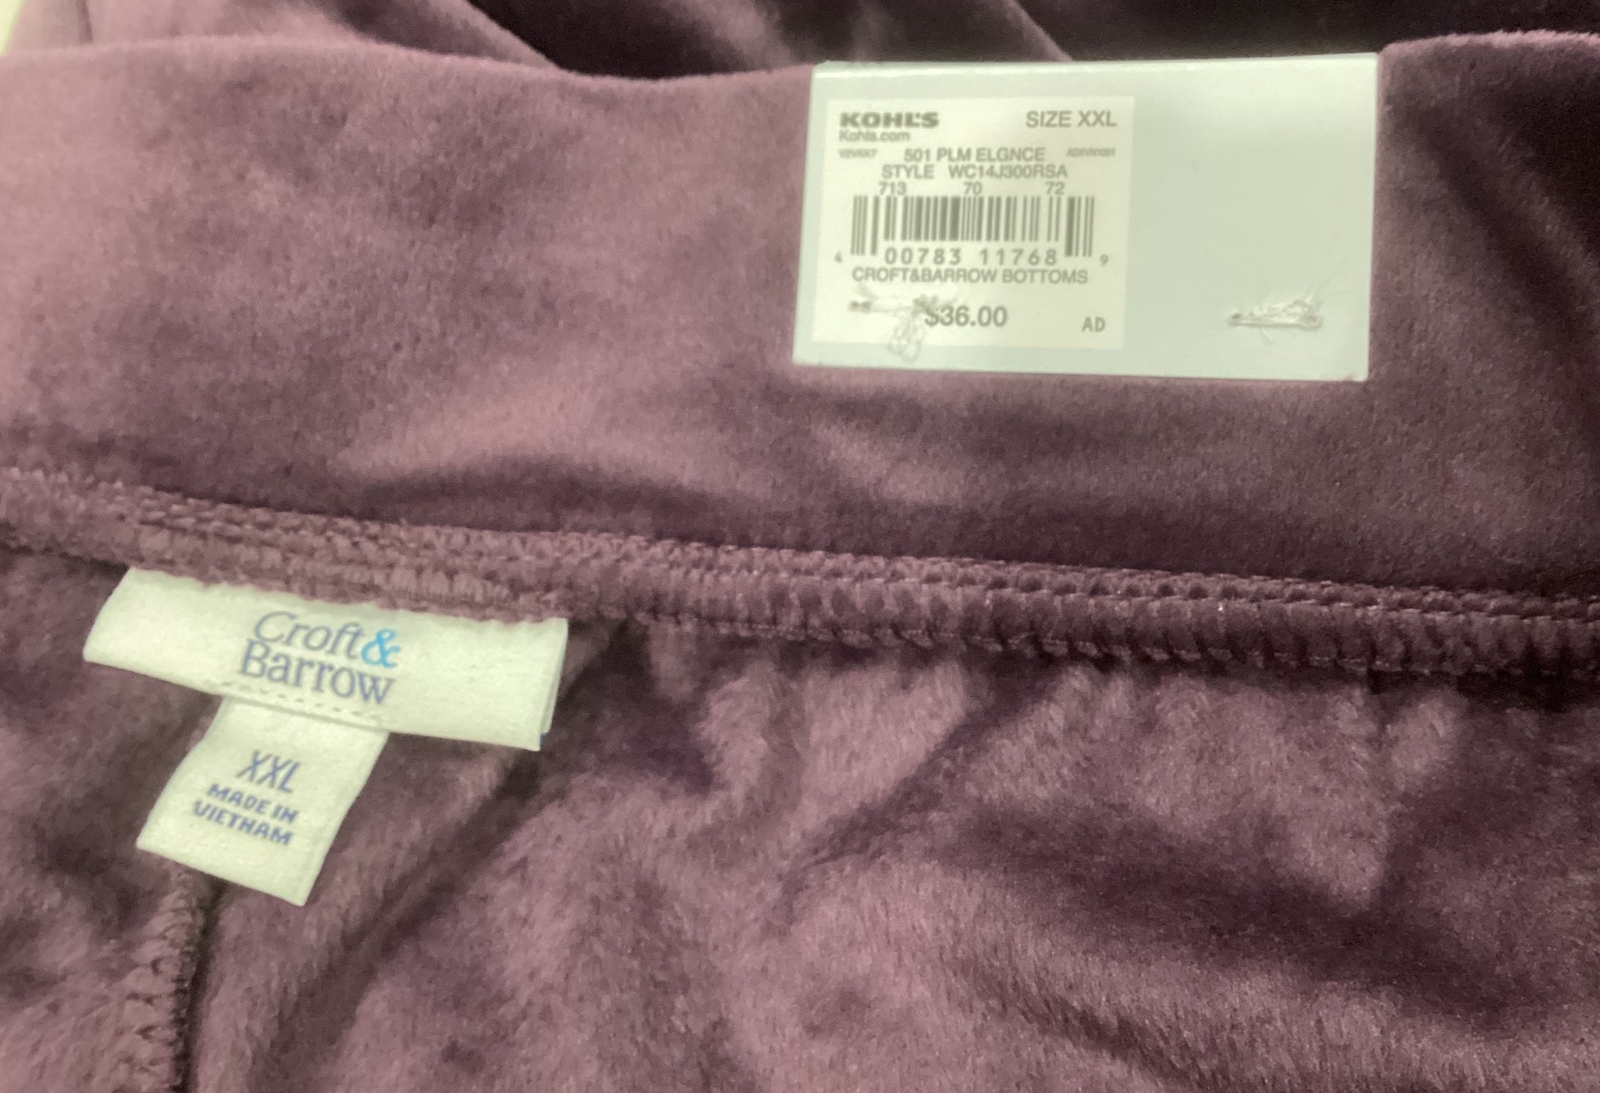 KOHL'S SIZE XXL
Kohls.com
501 PLM ELGNCE
STYLE WC14J300RSA
713 70 72
4 00783 11768 9
CROFT&BARROW BOTTOMS
$36.00 AD
Croft&
Barrow
XXL
MADE IN
VIETNAM